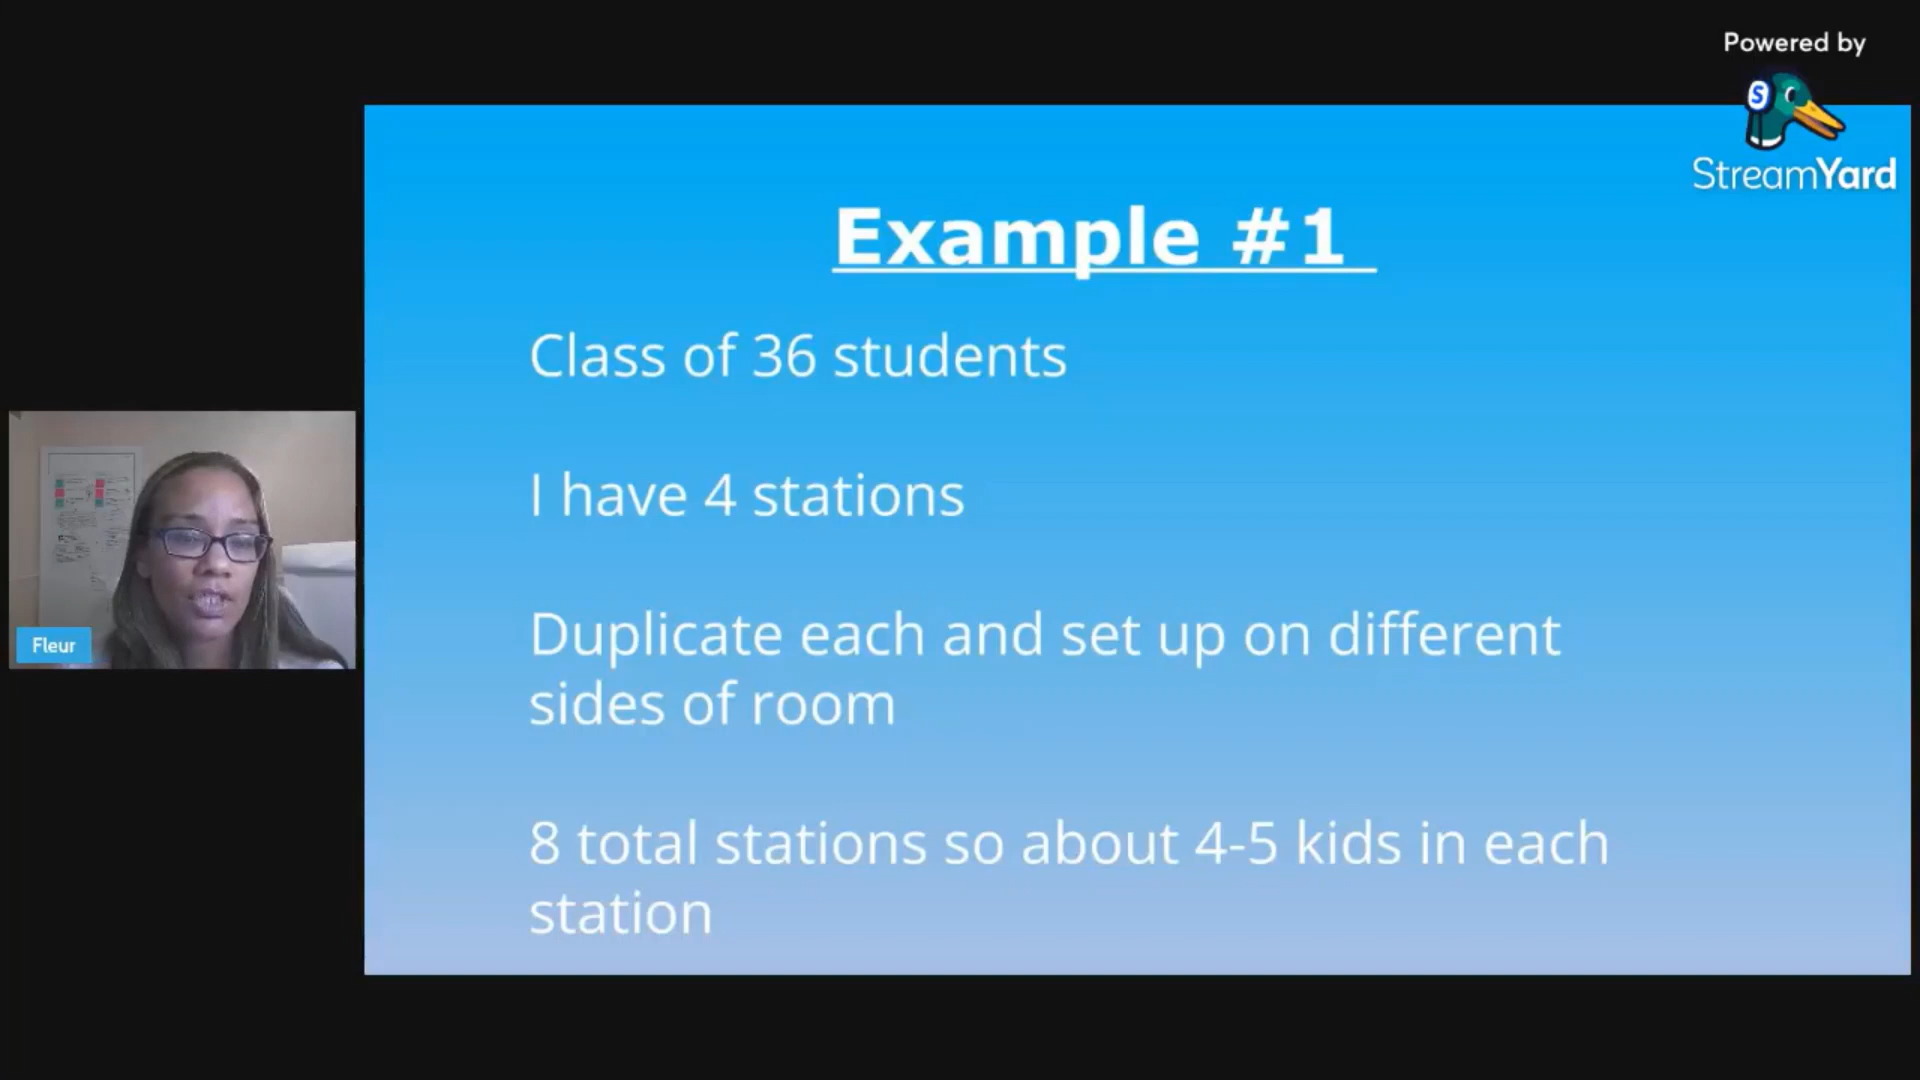 Powered by
S
StreamYard
Example #1
Class of 36 students
I have 4 stations
Duplicate each and set up on different
sides of room
8 total stations so about 4-5 kids in each
station
Fleur